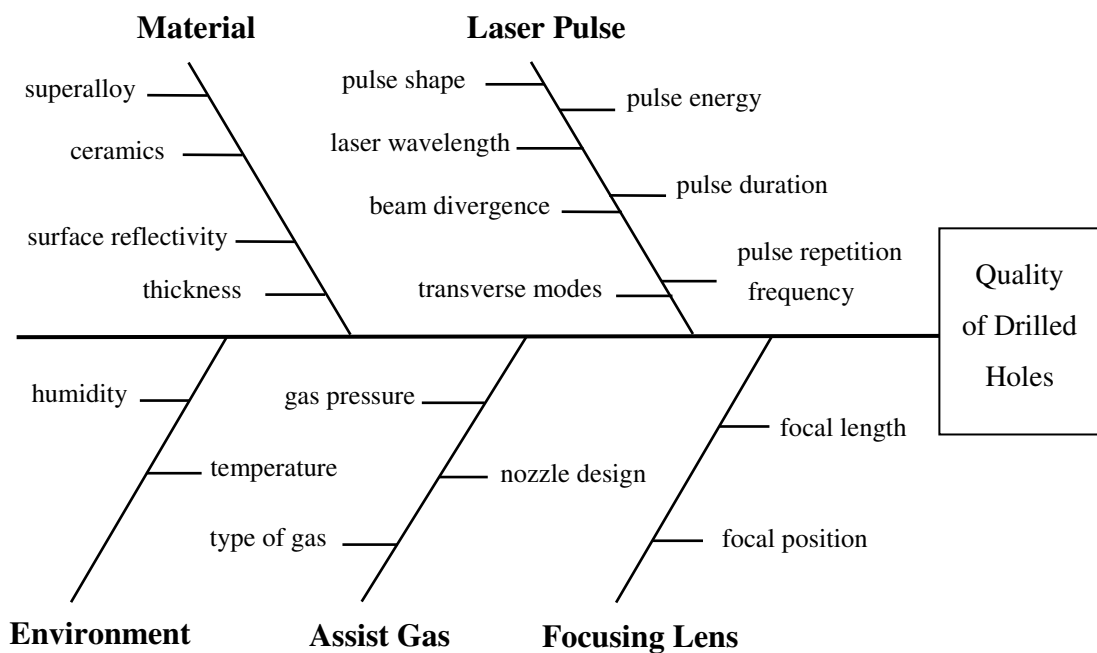 Material
superalloy
ceramics
surface reflectivity
thickness
Laser Pulse
pulse shape
pulse energy
laser wavelength
pulse duration
beam divergence
pulse repetition
frequency
transverse modes
Quality
of Drilled
Holes
humidity
temperature
Environment
gas pressure
nozzle design
type of gas
Assist Gas
focal length
focal position
Focusing Lens